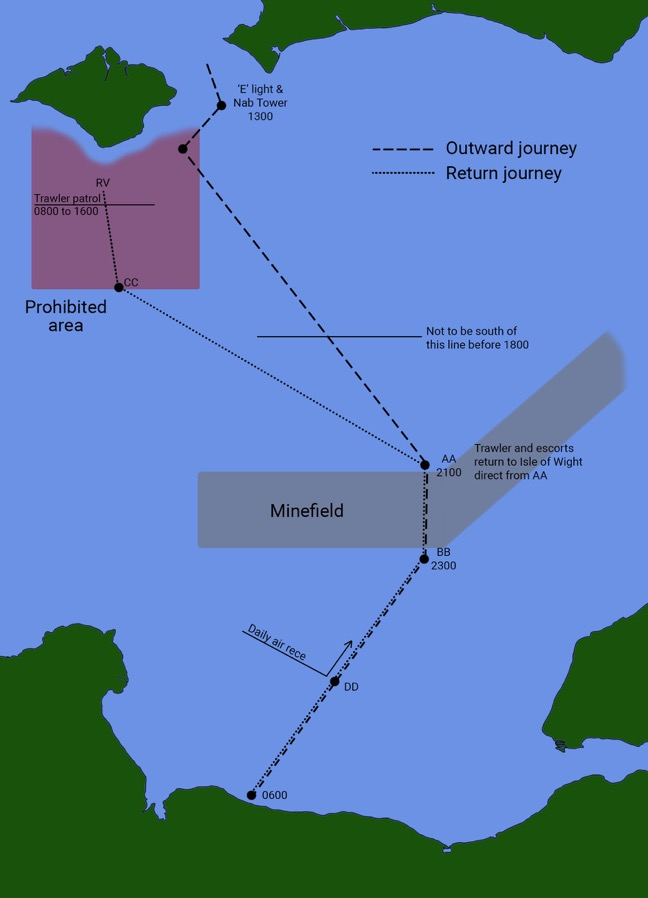 'E' light &
Nab Tower
1300
Outward journey
Return journey
RV
Trawler patrol
0800 to 1600
CC
Prohibited
area
Not to be south of
this line before 1800
AA
2100
Trawler and escorts
return to Isle of Wight
direct from AA
Minefield
BB
2300
Daily air rece
DD
0600